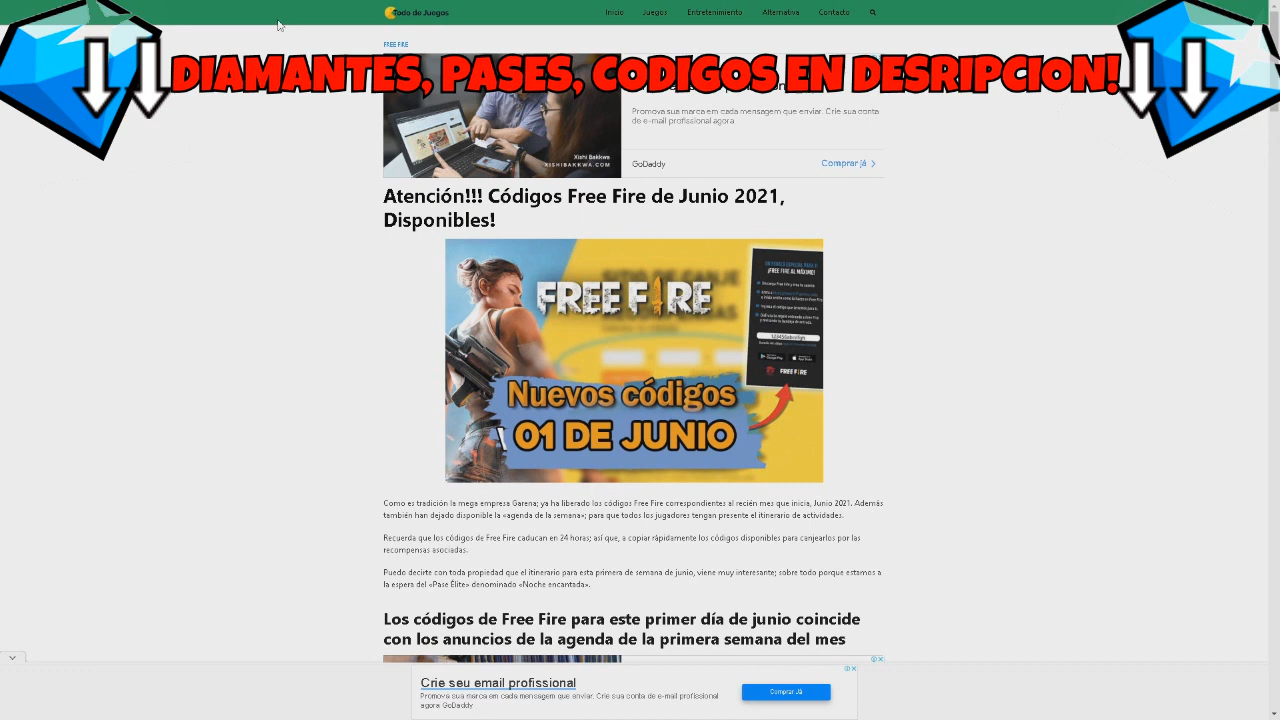 Todo de Juegos
Inicio Juegos Entretenimiento Alternativa Contacto
FREE FIRE
DIAMANTES, PASES, CODIGOS EN DESRIPCION!
Promova sua marca em cada mensagem que enviar. Crie sua conta
de e-mail profissional agora
Xishi Bakkwa
XISHIBAKKWA.COM
GoDaddy
Comprar já
Atención!!! Códigos Free Fire de Junio 2021,
Disponibles!
¡FREE FIRE AL MÁXIMO!
FREE FIRE
FREE FIRE
Nuevos códigos
01 DE JUNIO
Como es tradición la mega empresa Garena; ya ha liberado los códigos Free Fire correspondientes al recién mes que inicia, Junio 2021. Además
también han dejado disponible la «agenda de la semana»; para que todos los jugadores tengan presente el itinerario de actividades.
Recuerda que los códigos de Free Fire caducan en 24 horas; así que, a copiar rápidamente los códigos disponibles para canjearlos por las
recompensas asociadas.
Puedo decirte con toda propiedad que el itinerario para esta primera de semana de junio, viene muy interesante; sobre todo porque estamos a
la espera del «Pase Élite» denominado «Noche encantada».
Los códigos de Free Fire para este primer día de junio coincide
con los anuncios de la agenda de la primera semana del mes
Crie seu email profissional
Promova sua marca em cada mensagem que enviar. Crie sua conta de e-mail profissional
agora GoDaddy
Comprar Já